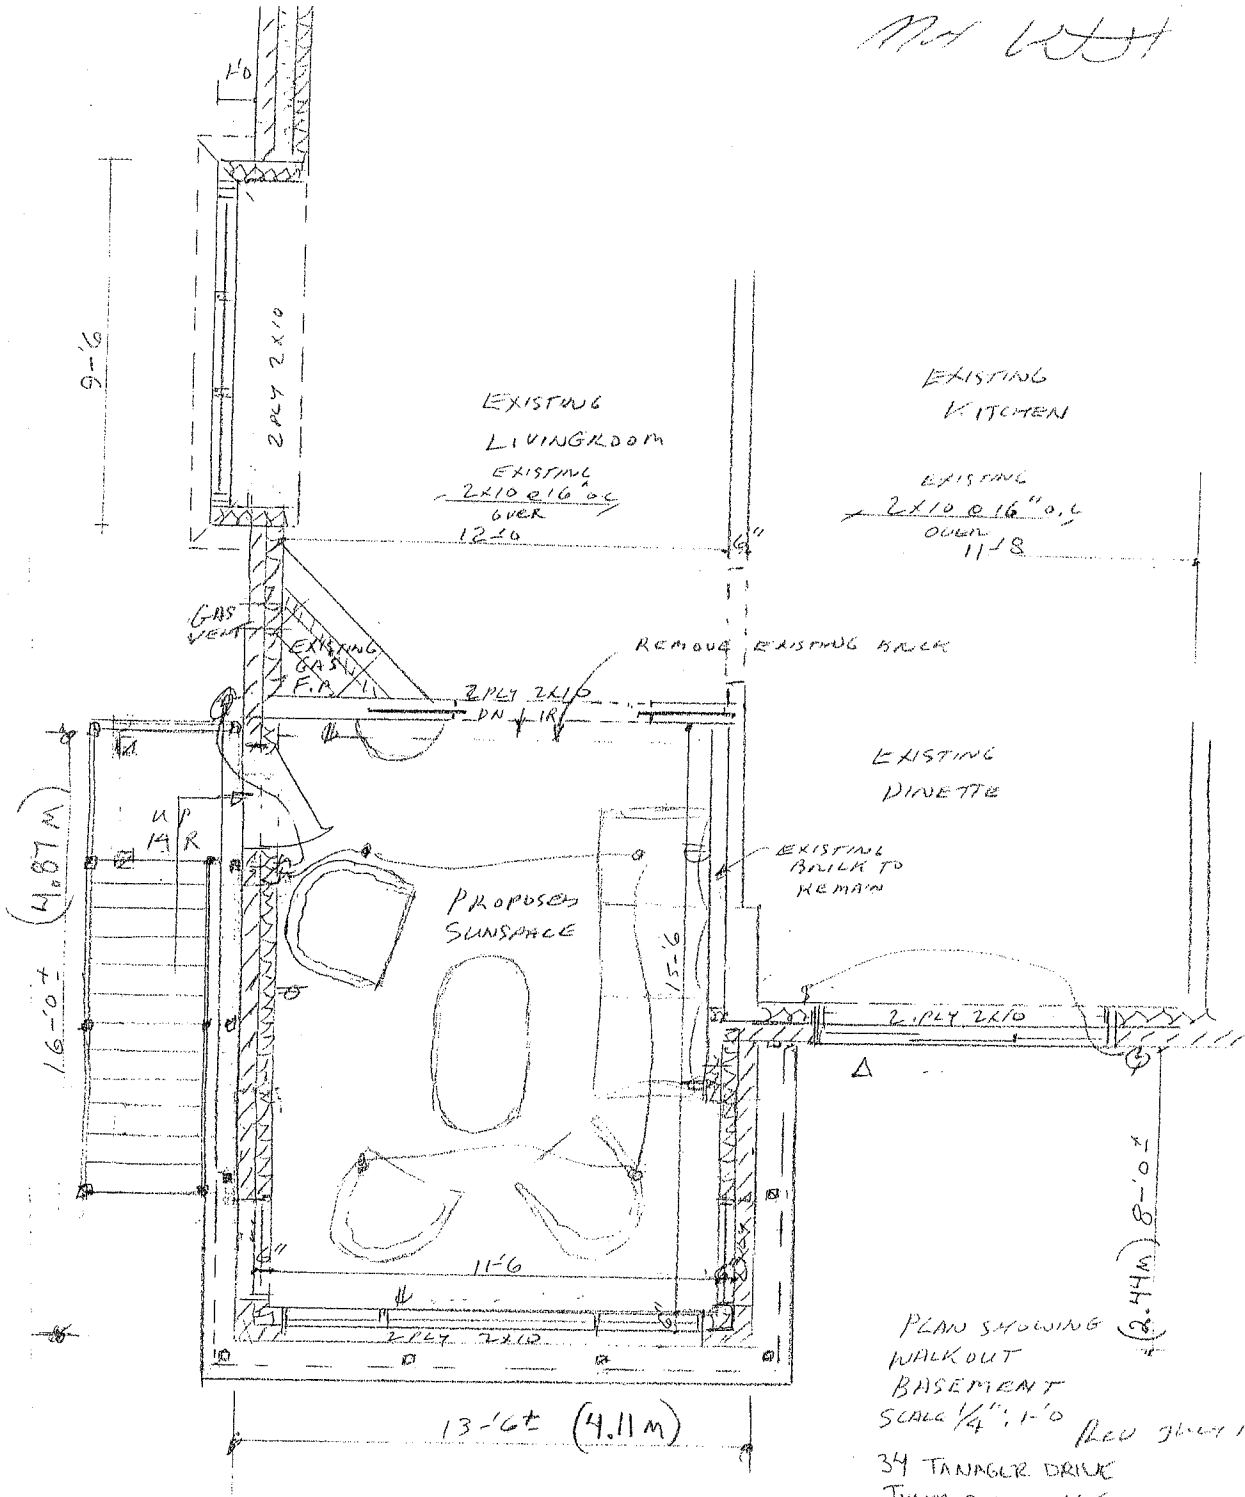 1'-0
9'-6
2 PLY 2X10
EXISTING
LIVINGROOM
EXISTING
2X10 @ 16" o.c
OVER
12'-0
6"
EXISTING
KITCHEN
EXISTING
2X10 @ 16" o.c
OVER
11'-8
GAS
VENT
EXISTING
GAS
F.P.
REMOVE EXISTING BRICK
2 PLY 2X10
DN 1R
EXISTING
DINETTE
UP
14 R
16'-0± (4.87 M)
EXISTING
BRICK TO
REMAIN
PROPOSED
SUNSPACE
15'-6
2 PLY 2X10
8'-0± (2.44M)
6"
11'-6
6"
2 PLY 2X10
13'-6± (4.11 M)
PLAN SHOWING
WALKOUT
BASEMENT
SCALE 1/4" : 1'-0
34 TANAGER DRIVE